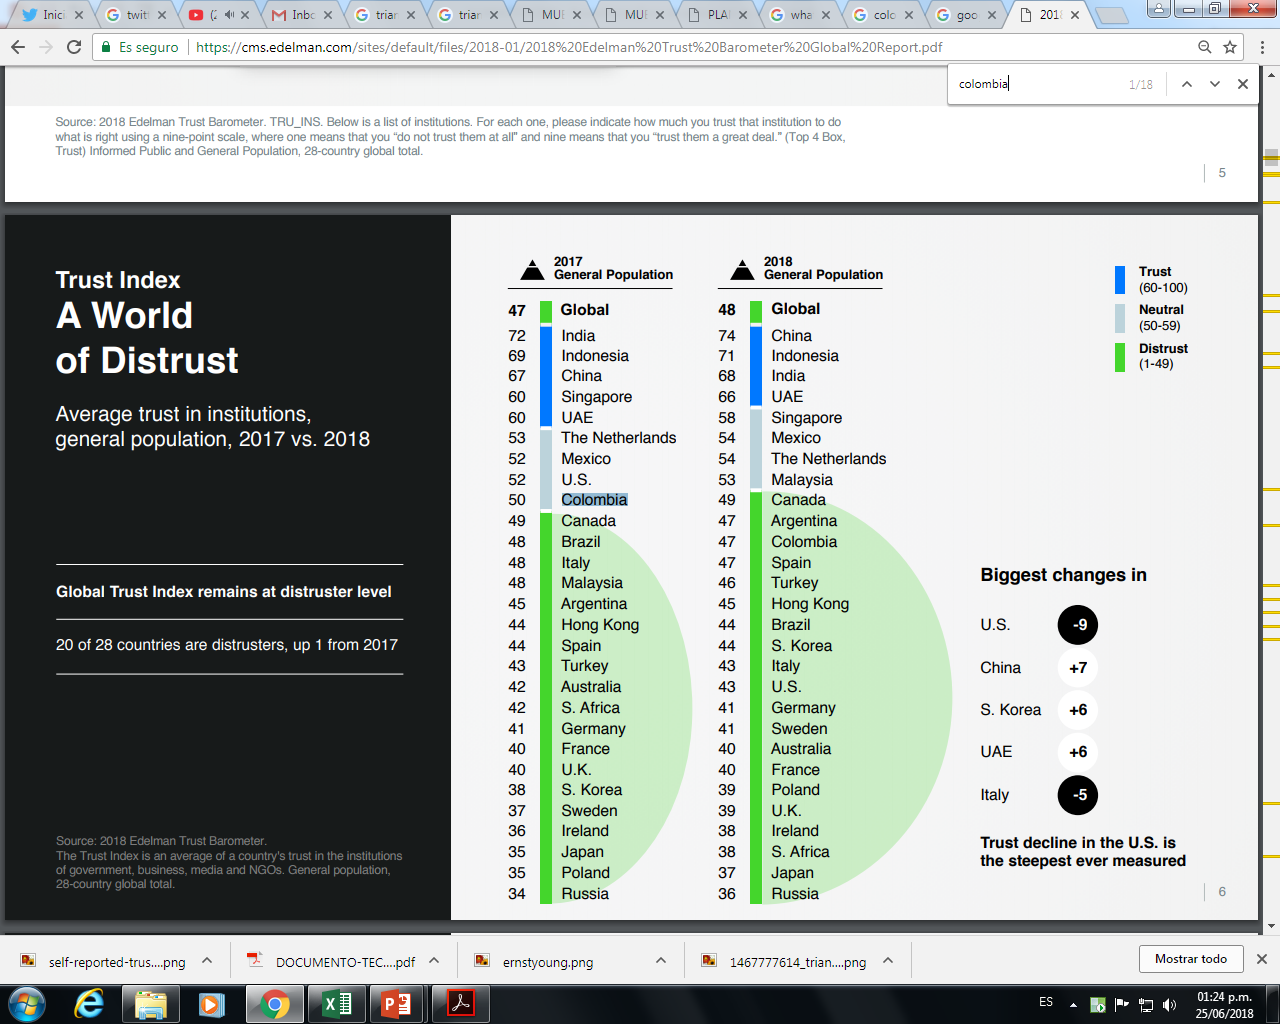 Inici
twitt
(2
Inbo
trian
trian
MUE
MUE
PLAN
wha
colo
goo
2018
Es seguro
https://cms.edelman.com/sites/default/files/2018-01/2018%20Edelman%20Trust%20Barometer%20Global%20Report.pdf
colombia
1/18
Source: 2018 Edelman Trust Barometer. TRU_INS. Below is a list of institutions. For each one, please indicate how much you trust that institution to do
what is right using a nine-point scale, where one means that you “do not trust them at all” and nine means that you “trust them a great deal.” (Top 4 Box,
Trust) Informed Public and General Population, 28-country global total.
5
Trust Index
A World
of Distrust
Average trust in institutions,
general population, 2017 vs. 2018
Global Trust Index remains at distruster level
20 of 28 countries are distrusters, up 1 from 2017
Source: 2018 Edelman Trust Barometer.
The Trust Index is an average of a country's trust in the institutions
of government, business, media and NGOs. General population,
28-country global total.
2017
General Population
47 Global
72 India
69 Indonesia
67 China
60 Singapore
60 UAE
53 The Netherlands
52 Mexico
52 U.S.
50 Colombia
49 Canada
48 Brazil
48 Italy
48 Malaysia
45 Argentina
44 Hong Kong
44 Spain
43 Turkey
42 Australia
42 S. Africa
41 Germany
40 France
40 U.K.
38 S. Korea
37 Sweden
36 Ireland
35 Japan
35 Poland
34 Russia
2018
General Population
48 Global
74 China
71 Indonesia
68 India
66 UAE
58 Singapore
54 Mexico
54 The Netherlands
53 Malaysia
49 Canada
47 Argentina
47 Colombia
47 Spain
46 Turkey
45 Hong Kong
44 Brazil
44 S. Korea
43 Italy
43 U.S.
41 Germany
41 Sweden
40 Australia
40 France
39 Poland
39 U.K.
38 Ireland
38 S. Africa
37 Japan
36 Russia
Trust
(60-100)
Neutral
(50-59)
Distrust
(1-49)
Biggest changes in
U.S. -9
China +7
S. Korea +6
UAE +6
Italy -5
Trust decline in the U.S. is
the steepest ever measured
6
self-reported-trus....png
DOCUMENTO-TEC....pdf
ernstyoung.png
1467777614_trian....png
Mostrar todo
ES
01:24 p.m.
25/06/2018